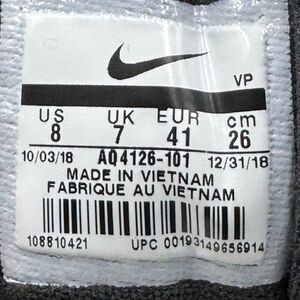 VP
US UK EUR cm
8 7 41 26
10/03/18 AQ4126-101 12/31/18
MADE IN VIETNAM
FABRIQUE AU VIETNAM
108810421 UPC 00193149656914